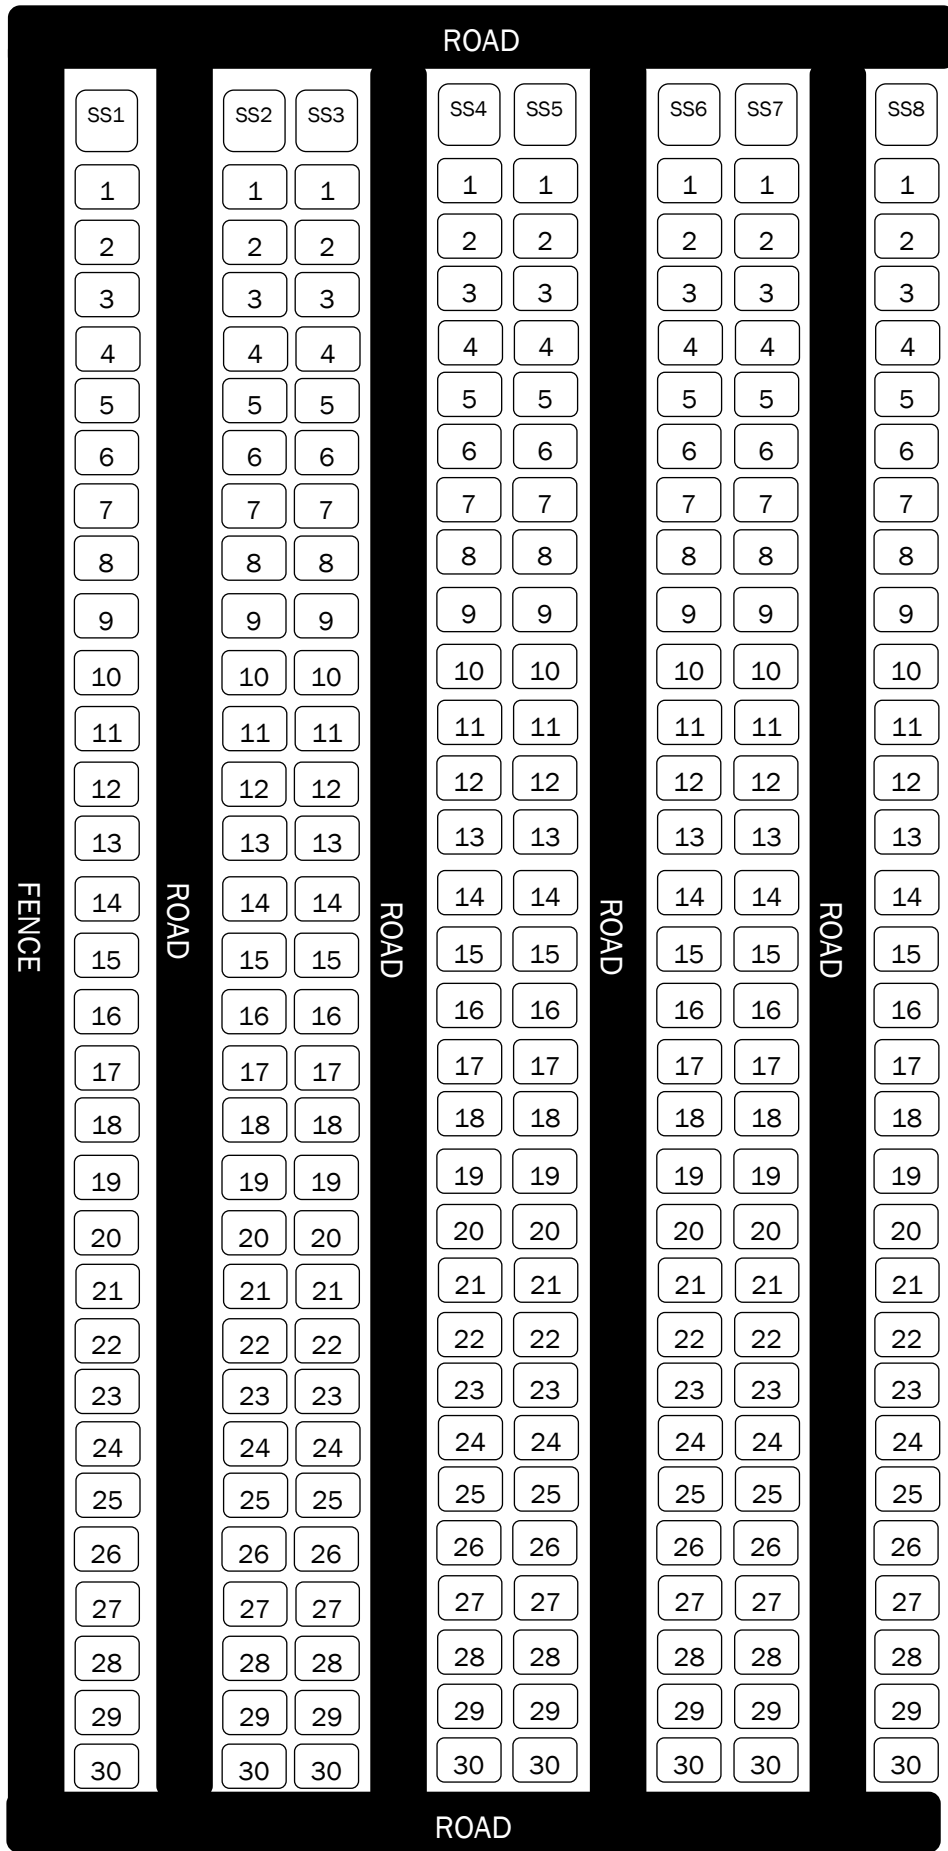 ROAD
SS1 SS2 SS3 SS4 SS5 SS6 SS7 SS8
1 1 1 1 1 1 1 1
2 2 2 2 2 2 2 2
3 3 3 3 3 3 3 3
4 4 4 4 4 4 4 4
5 5 5 5 5 5 5 5
6 6 6 6 6 6 6 6
7 7 7 7 7 7 7 7
8 8 8 8 8 8 8 8
9 9 9 9 9 9 9 9
10 10 10 10 10 10 10 10
11 11 11 11 11 11 11 11
12 12 12 12 12 12 12 12
13 13 13 13 13 13 13 13
FENCE
ROAD
ROAD
ROAD
ROAD
14 14 14 14 14 14 14 14
15 15 15 15 15 15 15 15
16 16 16 16 16 16 16 16
17 17 17 17 17 17 17 17
18 18 18 18 18 18 18 18
19 19 19 19 19 19 19 19
20 20 20 20 20 20 20 20
21 21 21 21 21 21 21 21
22 22 22 22 22 22 22 22
23 23 23 23 23 23 23 23
24 24 24 24 24 24 24 24
25 25 25 25 25 25 25 25
26 26 26 26 26 26 26 26
27 27 27 27 27 27 27 27
28 28 28 28 28 28 28 28
29 29 29 29 29 29 29 29
30 30 30 30 30 30 30 30
ROAD